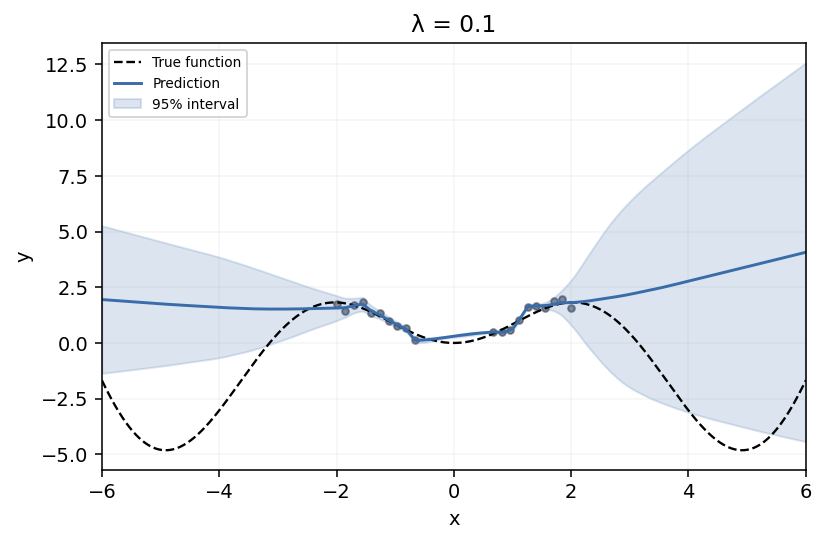 λ = 0.1
True function
Prediction
95% interval
12.5
10.0
7.5
5.0
2.5
0.0
−2.5
−5.0
y
−6
−4
−2
0
2
4
6
x